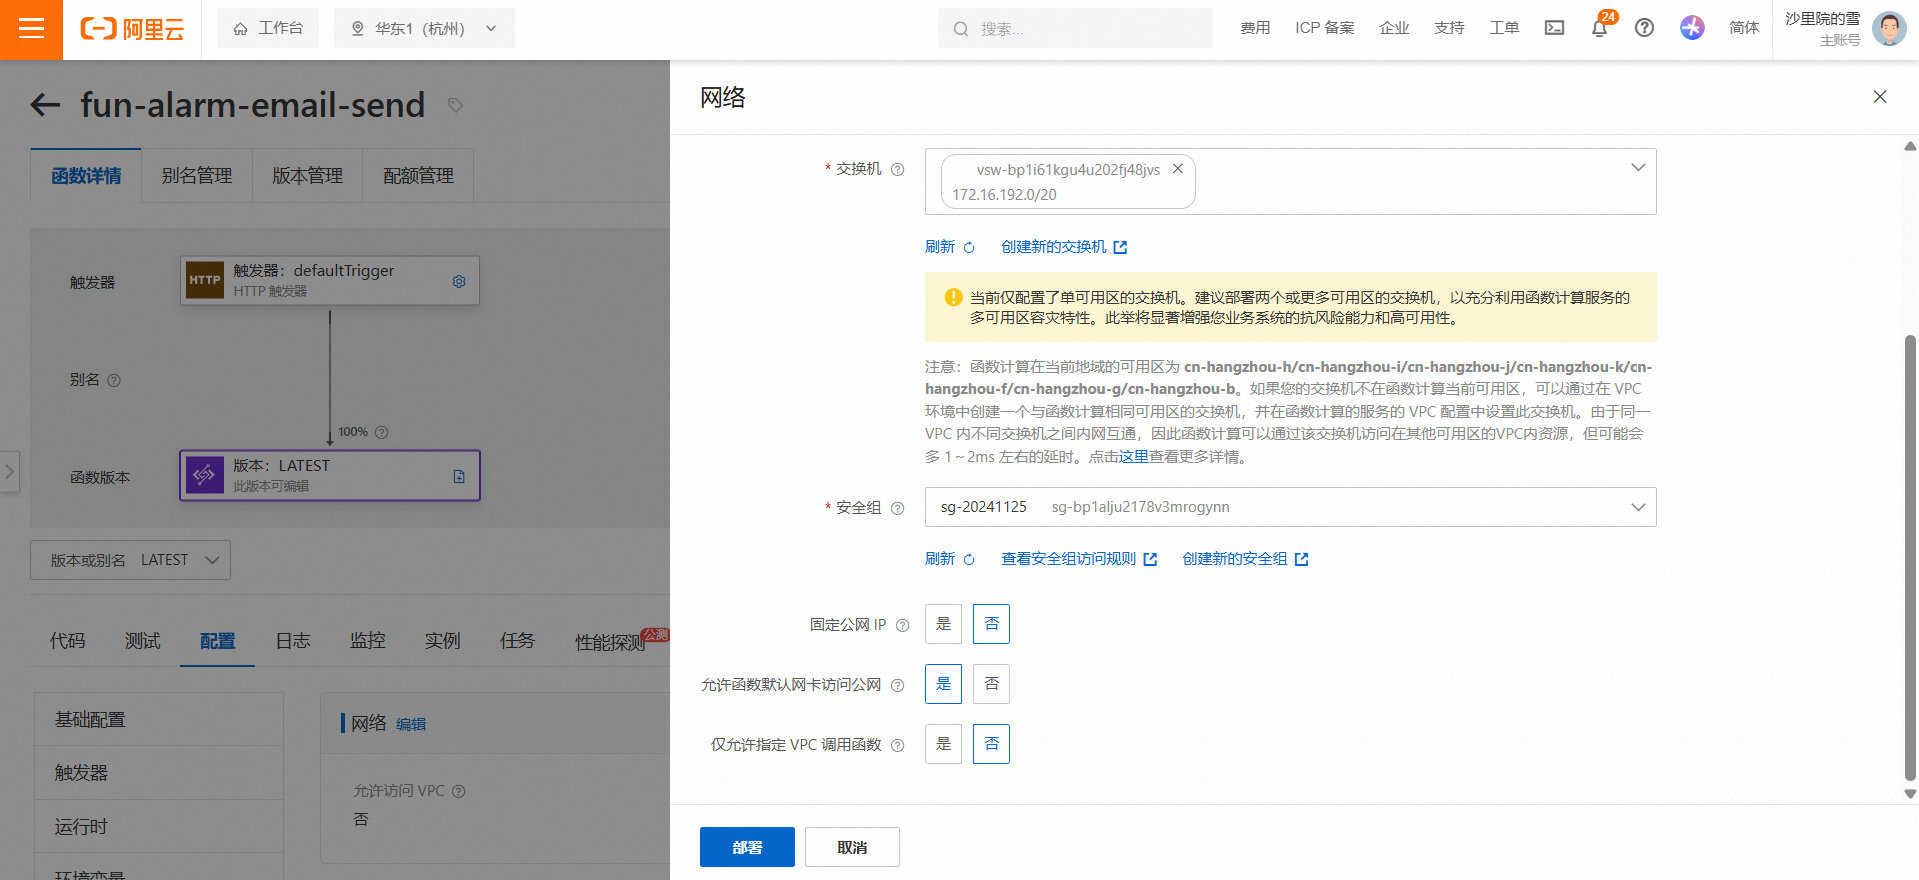 阿里云
工作台
华东1（杭州）
搜索...
费用
ICP 备案
企业
支持
工单
24
简体
沙里院的雪
主账号
fun-alarm-email-send
函数详情
别名管理
版本管理
配额管理
触发器
HTTP
触发器：defaultTrigger
HTTP 触发器
别名
100%
函数版本
版本：LATEST
此版本可编辑
版本或别名 LATEST
代码
测试
配置
日志
监控
实例
任务
性能探测
公测
基础配置
触发器
运行时
环境变量
网络 编辑
允许访问 VPC
否
网络
* 交换机
vsw-bp1i61kgu4u202fj48jvs
172.16.192.0/20
刷新
创建新的交换机
当前仅配置了单可用区的交换机。建议部署两个或更多可用区的交换机，以充分利用函数计算服务的
多可用区容灾特性。此举将显著增强您业务系统的抗风险能力和高可用性。
注意：函数计算在当前地域的可用区为 cn-hangzhou-h/cn-hangzhou-i/cn-hangzhou-j/cn-hangzhou-k/cn-
hangzhou-f/cn-hangzhou-g/cn-hangzhou-b。如果您的交换机不在函数计算当前可用区，可以通过在 VPC
环境中创建一个与函数计算相同可用区的交换机，并在函数计算的服务的 VPC 配置中设置此交换机。由于同一
VPC 内不同交换机之间内网互通，因此函数计算可以通过该交换机访问在其他可用区的VPC内资源，但可能会
多 1～2ms 左右的延时。点击这里查看更多详情。
* 安全组
sg-20241125 sg-bp1alju2178v3mrogynn
刷新
查看安全组访问规则
创建新的安全组
固定公网 IP
是
否
允许函数默认网卡访问公网
是
否
仅允许指定 VPC 调用函数
是
否
部署
取消